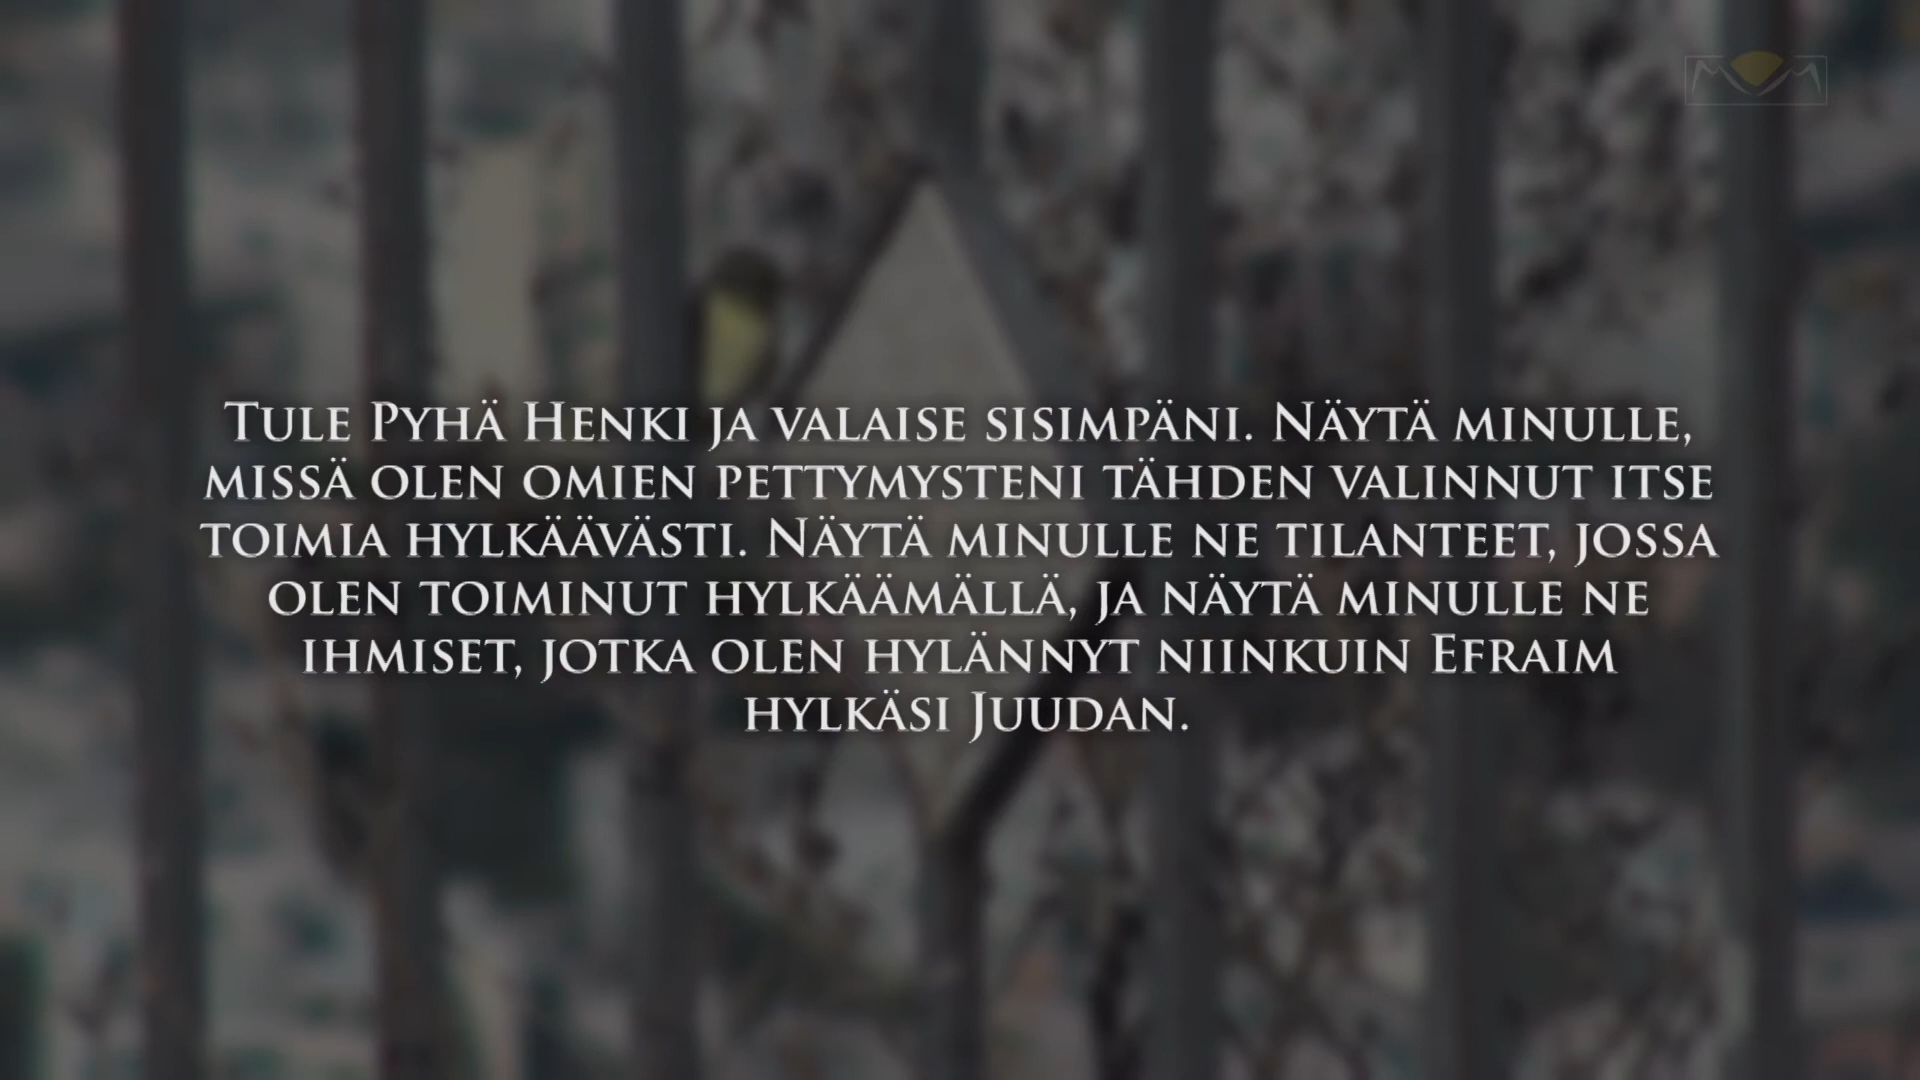 Tule Pyhä Henki ja valaise sisimpäni. Näytä minulle,
missä olen omien pettymysteni tähden valinnut itse
toimia hylkäävästi. Näytä minulle ne tilanteet, jossa
olen toiminut hylkäämällä, ja näytä minulle ne
ihmiset, jotka olen hylännyt niinkuin Efraim
hylkäsi Juudan.